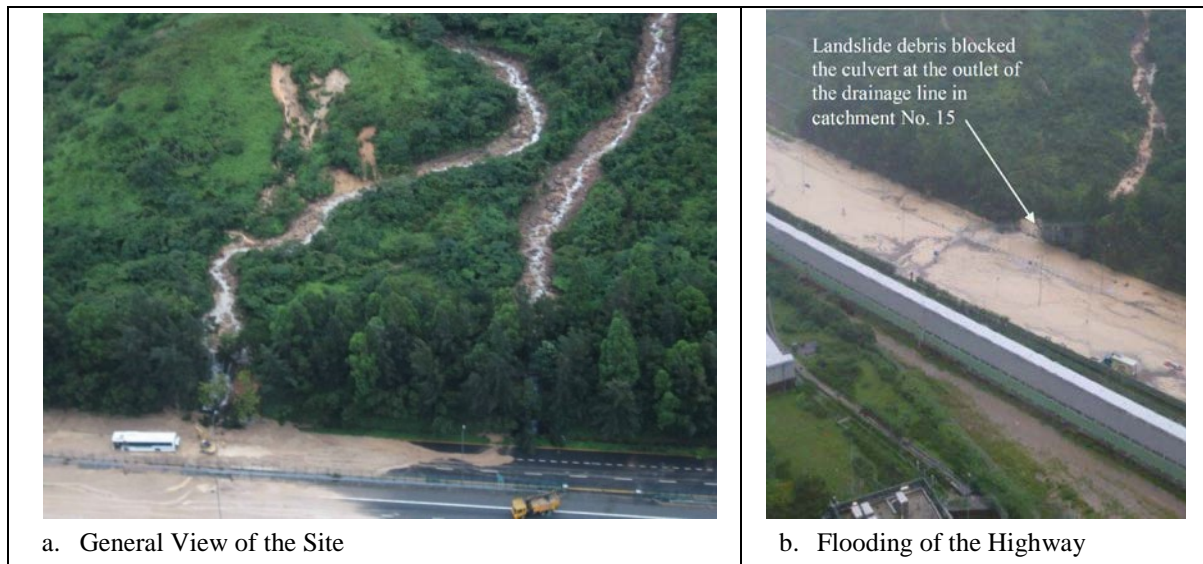 Landslide debris blocked
the culvert at the outlet of
the drainage line in
catchment No. 15
a. General View of the Site
b. Flooding of the Highway